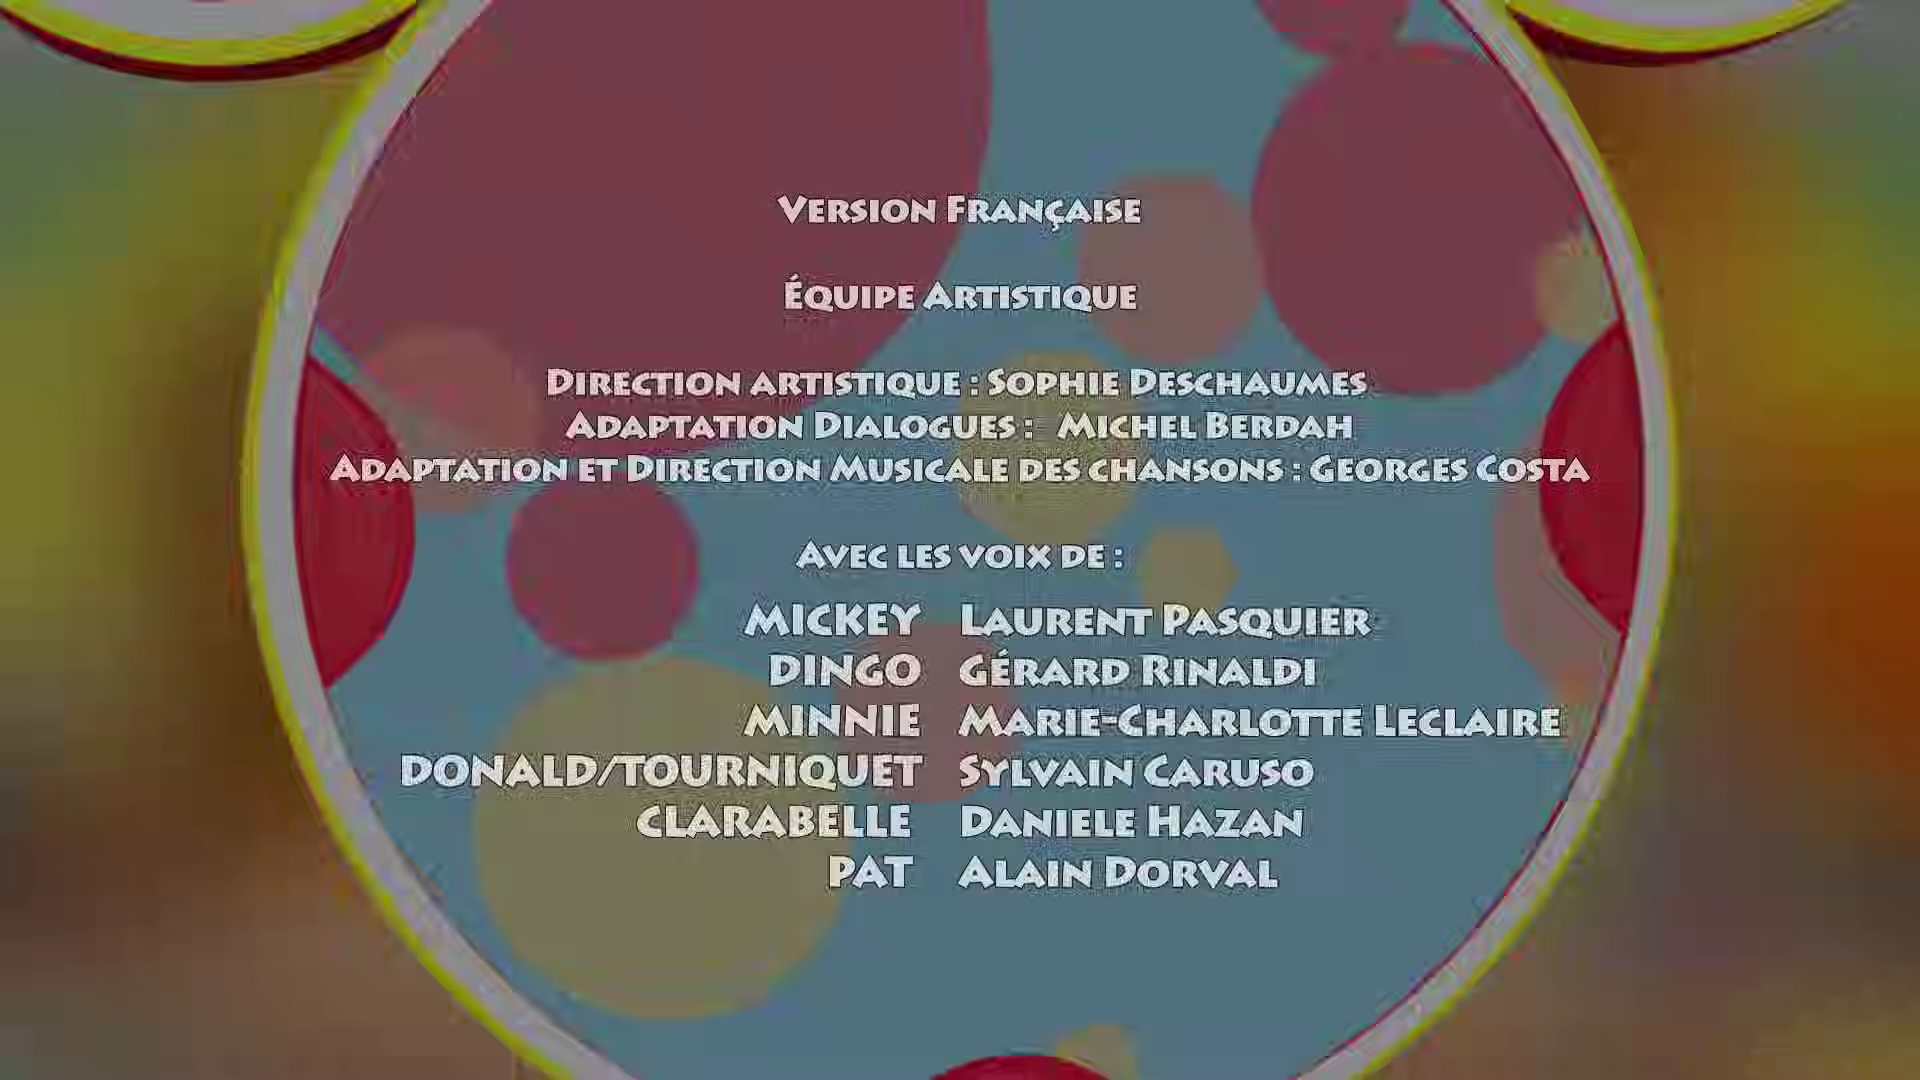 Version Française
Équipe Artistique
Direction artistique : Sophie Deschaumes
Adaptation Dialogues : Michel Berdah
Adaptation et Direction Musicale des chansons : Georges Costa
Avec les voix de :
MICKEY Laurent Pasquier
DINGO Gérard Rinaldi
MINNIE Marie-Charlotte Leclaire
DONALD/TOURNIQUET Sylvain Caruso
CLARABELLE Daniele Hazan
PAT Alain Dorval